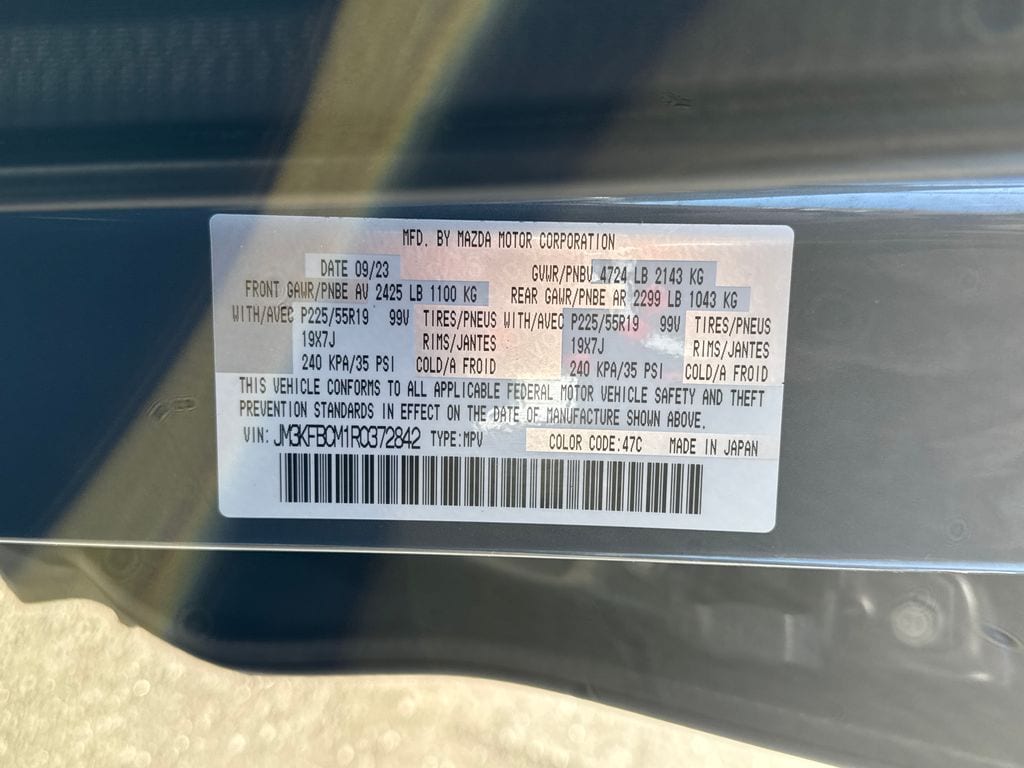 MFD. BY MAZDA MOTOR CORPORATION
DATE 09/23 GVWR/PNBV 4724 LB 2143 KG
FRONT GAWR/PNBE AV 2425 LB 1100 KG REAR GAWR/PNBE AR 2299 LB 1043 KG
WITH/AVEC P225/55R19 99V TIRES/PNEUS WITH/AVEC P225/55R19 99V TIRES/PNEUS
19X7J RIMS/JANTES 19X7J RIMS/JANTES
240 KPA/35 PSI COLD/A FROID 240 KPA/35 PSI COLD/A FROID
THIS VEHICLE CONFORMS TO ALL APPLICABLE FEDERAL MOTOR VEHICLE SAFETY AND THEFT
PREVENTION STANDARDS IN EFFECT ON THE DATE OF MANUFACTURE SHOWN ABOVE.
VIN: JM3KFBCM1R0372842 TYPE:MPV COLOR CODE:47C MADE IN JAPAN